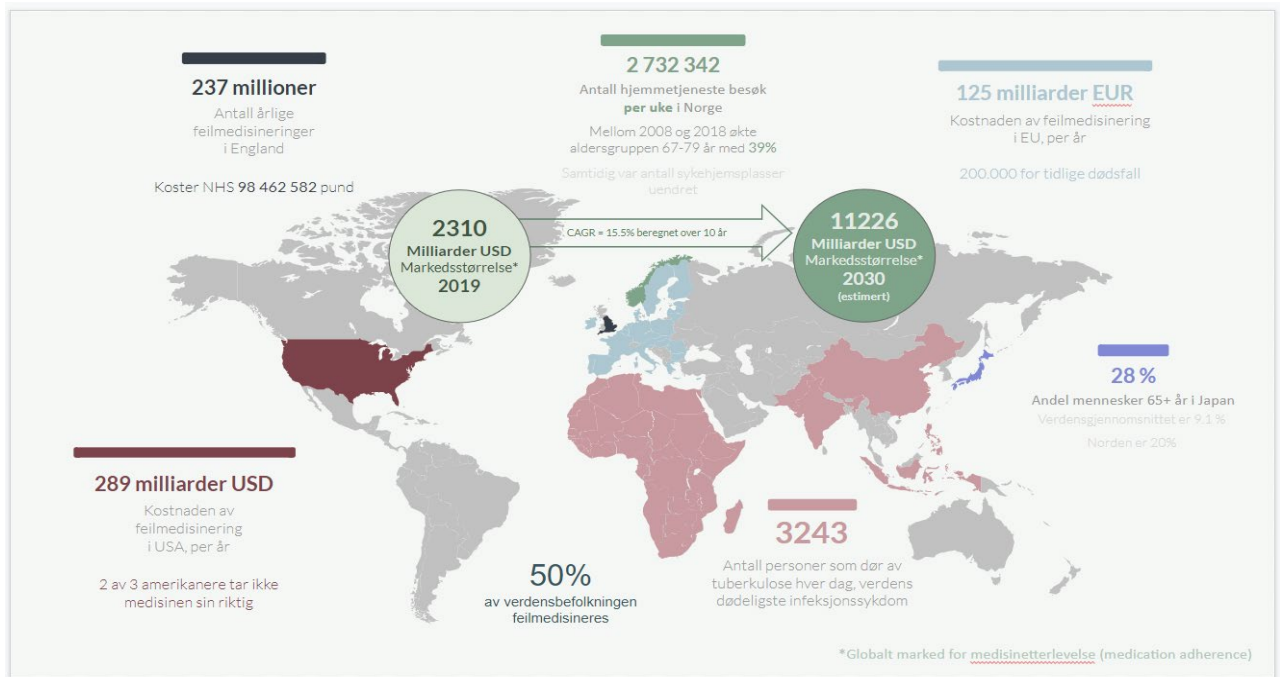 237 millioner
Antall årlige
feilmedisineringer
i England
Koster NHS 98 462 582 pund
2 732 342
Antall hjemmetjeneste besøk
per uke i Norge
Mellom 2008 og 2018 økte
aldersgruppen 67-79 år med 39%
Samtidig var antall sykehjemsplasser
uendret
125 milliarder EUR
Kostnaden av feilmedisinering
i EU, per år
200.000 for tidlige dødsfall
2310
Milliarder USD
Markedsstørrelse*
2019
CAGR = 15.5% beregnet over 10 år
11226
Milliarder USD
Markedsstørrelse*
2030
(estimert)
28 %
Andel mennesker 65+ år i Japan
Verdensgjennomsnittet er 9.1 %
Norden er 20%
289 milliarder USD
Kostnaden av
feilmedisinering
i USA, per år
2 av 3 amerikanere tar ikke
medisinen sin riktig
50%
av verdensbefolkningen
feilmedisineres
3243
Antall personer som dør av
tuberkulose hver dag, verdens
dødeligste infeksjonssykdom
*Globalt marked for medisinetterlevelse (medication adherence)